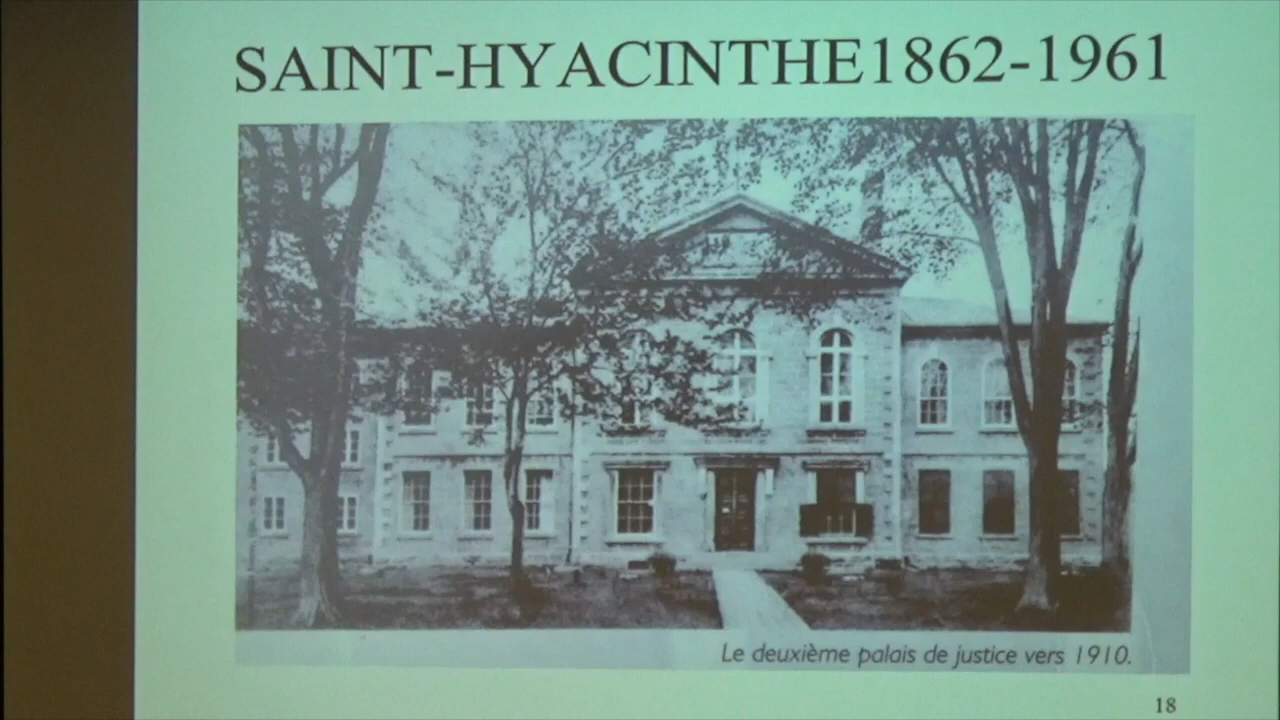 SAINT-HYACINTHE1862-1961
Le deuxième palais de justice vers 1910.
18